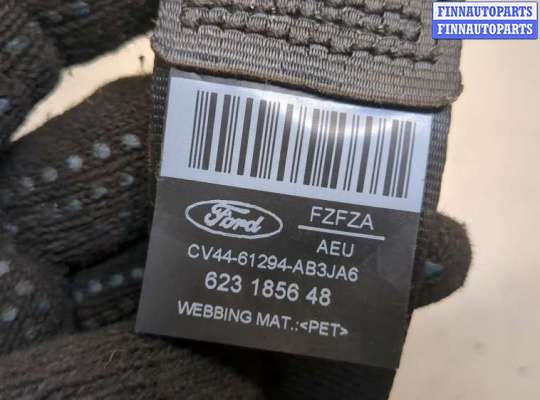 FINNAUTOPARTS
FINNAUTOPARTS
Ford
FZFZA
AEU
CV44-61294-AB3JA6
623 1856 48
WEBBING MAT.:<PET>